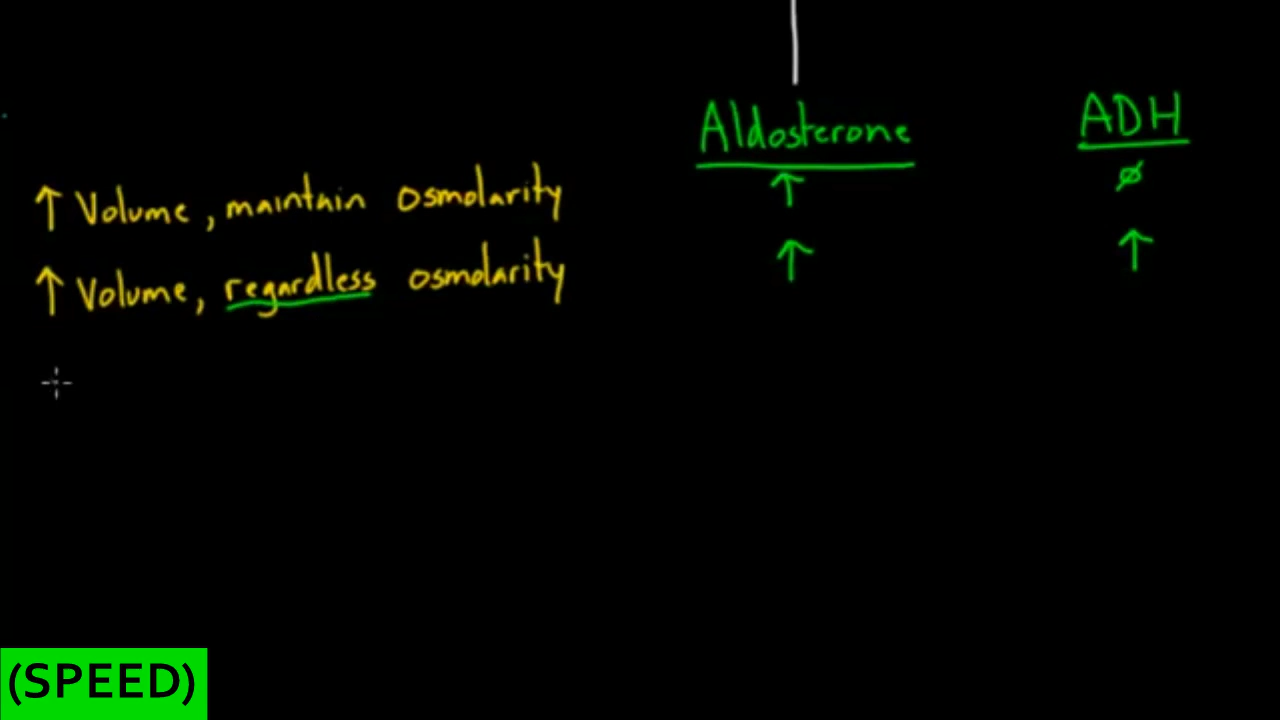 Aldosterone ADH
↑ Volume, maintain osmolarity ↑ ∅
↑ Volume, regardless osmolarity ↑ ↑
(SPEED)